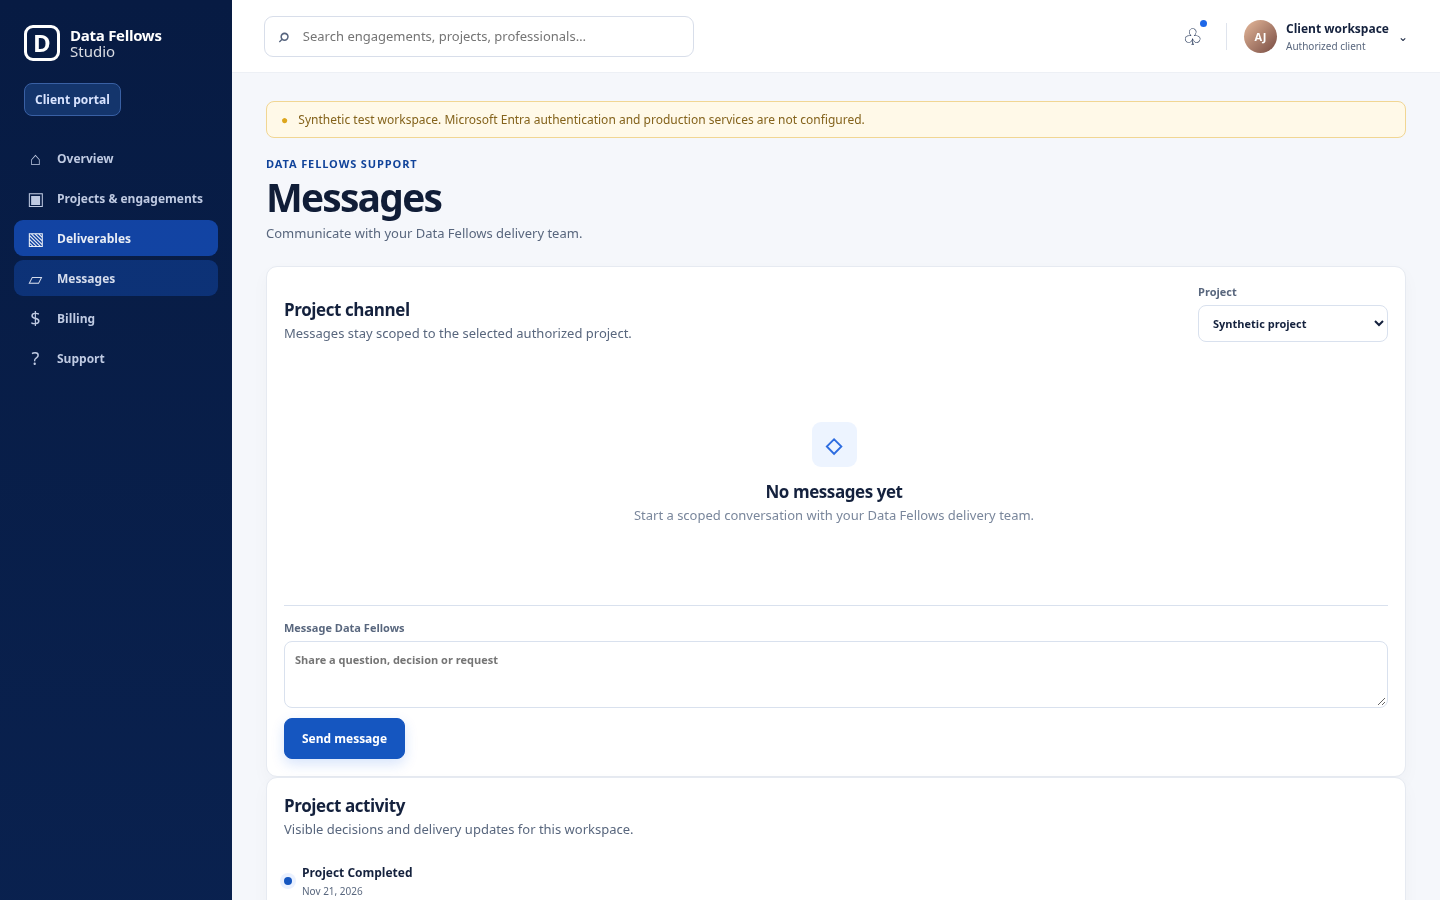 D
Data Fellows
Studio
Client portal
Overview
Projects & engagements
Deliverables
Messages
$ Billing
? Support
Search engagements, projects, professionals...
AJ
Client workspace
Authorized client
Synthetic test workspace. Microsoft Entra authentication and production services are not configured.
DATA FELLOWS SUPPORT
Messages
Communicate with your Data Fellows delivery team.
Project channel
Messages stay scoped to the selected authorized project.
Project
Synthetic project
No messages yet
Start a scoped conversation with your Data Fellows delivery team.
Message Data Fellows
Share a question, decision or request
Send message
Project activity
Visible decisions and delivery updates for this workspace.
Project Completed
Nov 21, 2026